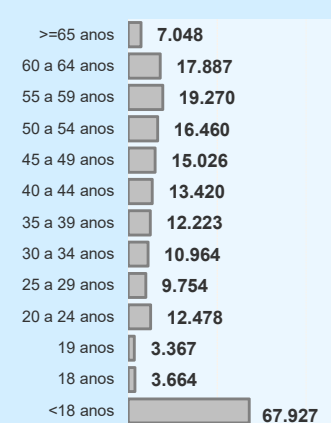 >=65 anos 7.048
60 a 64 anos 17.887
55 a 59 anos 19.270
50 a 54 anos 16.460
45 a 49 anos 15.026
40 a 44 anos 13.420
35 a 39 anos 12.223
30 a 34 anos 10.964
25 a 29 anos 9.754
20 a 24 anos 12.478
19 anos 3.367
18 anos 3.664
<18 anos 67.927